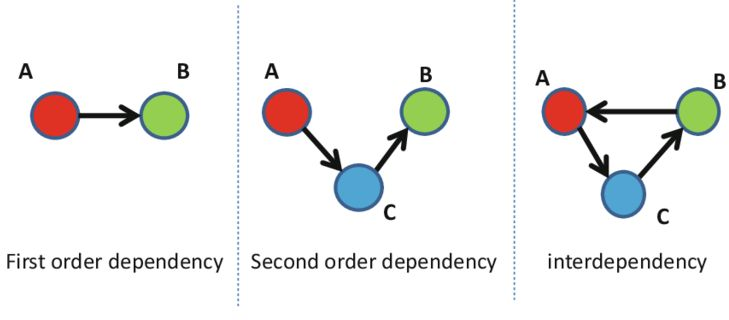 A
B
First order dependency
A
B
C
Second order dependency
A
B
C
interdependency